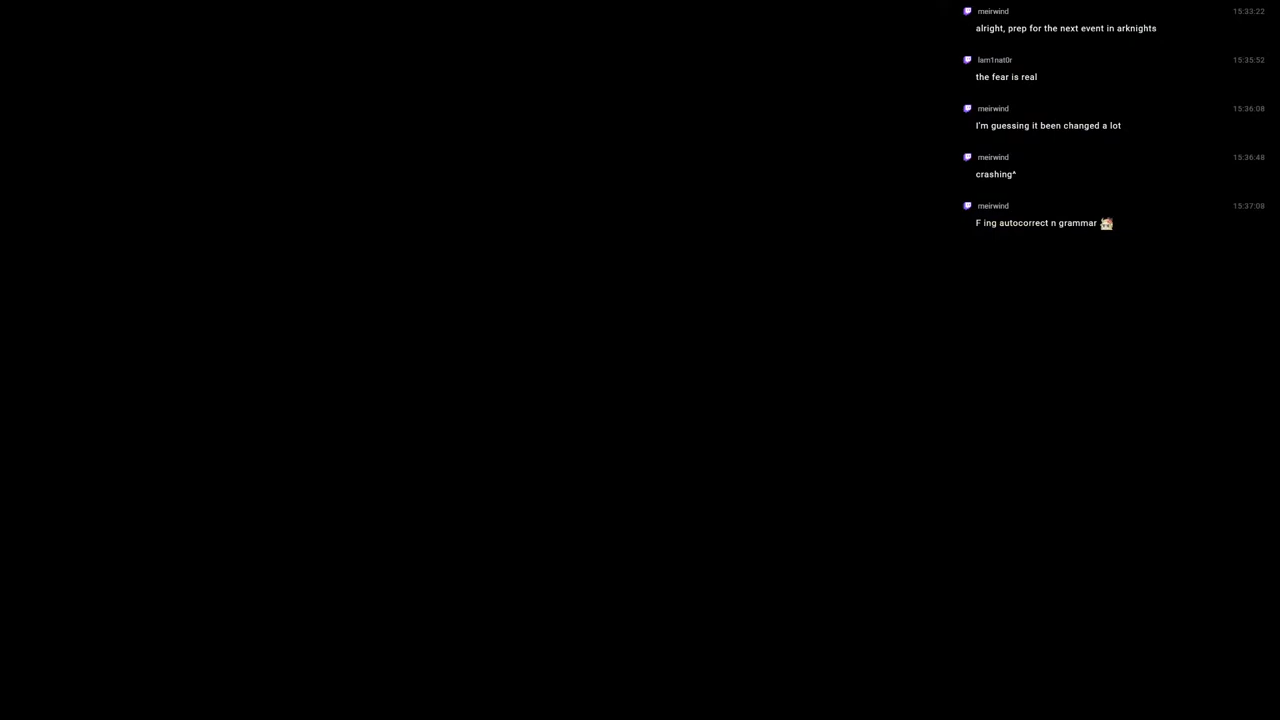 meirwind 15:33:22
alright, prep for the next event in arknights
lam1nat0r 15:35:52
the fear is real
meirwind 15:36:08
I'm guessing it been changed a lot
meirwind 15:36:48
crashing^
meirwind 15:37:08
F ing autocorrect n grammar